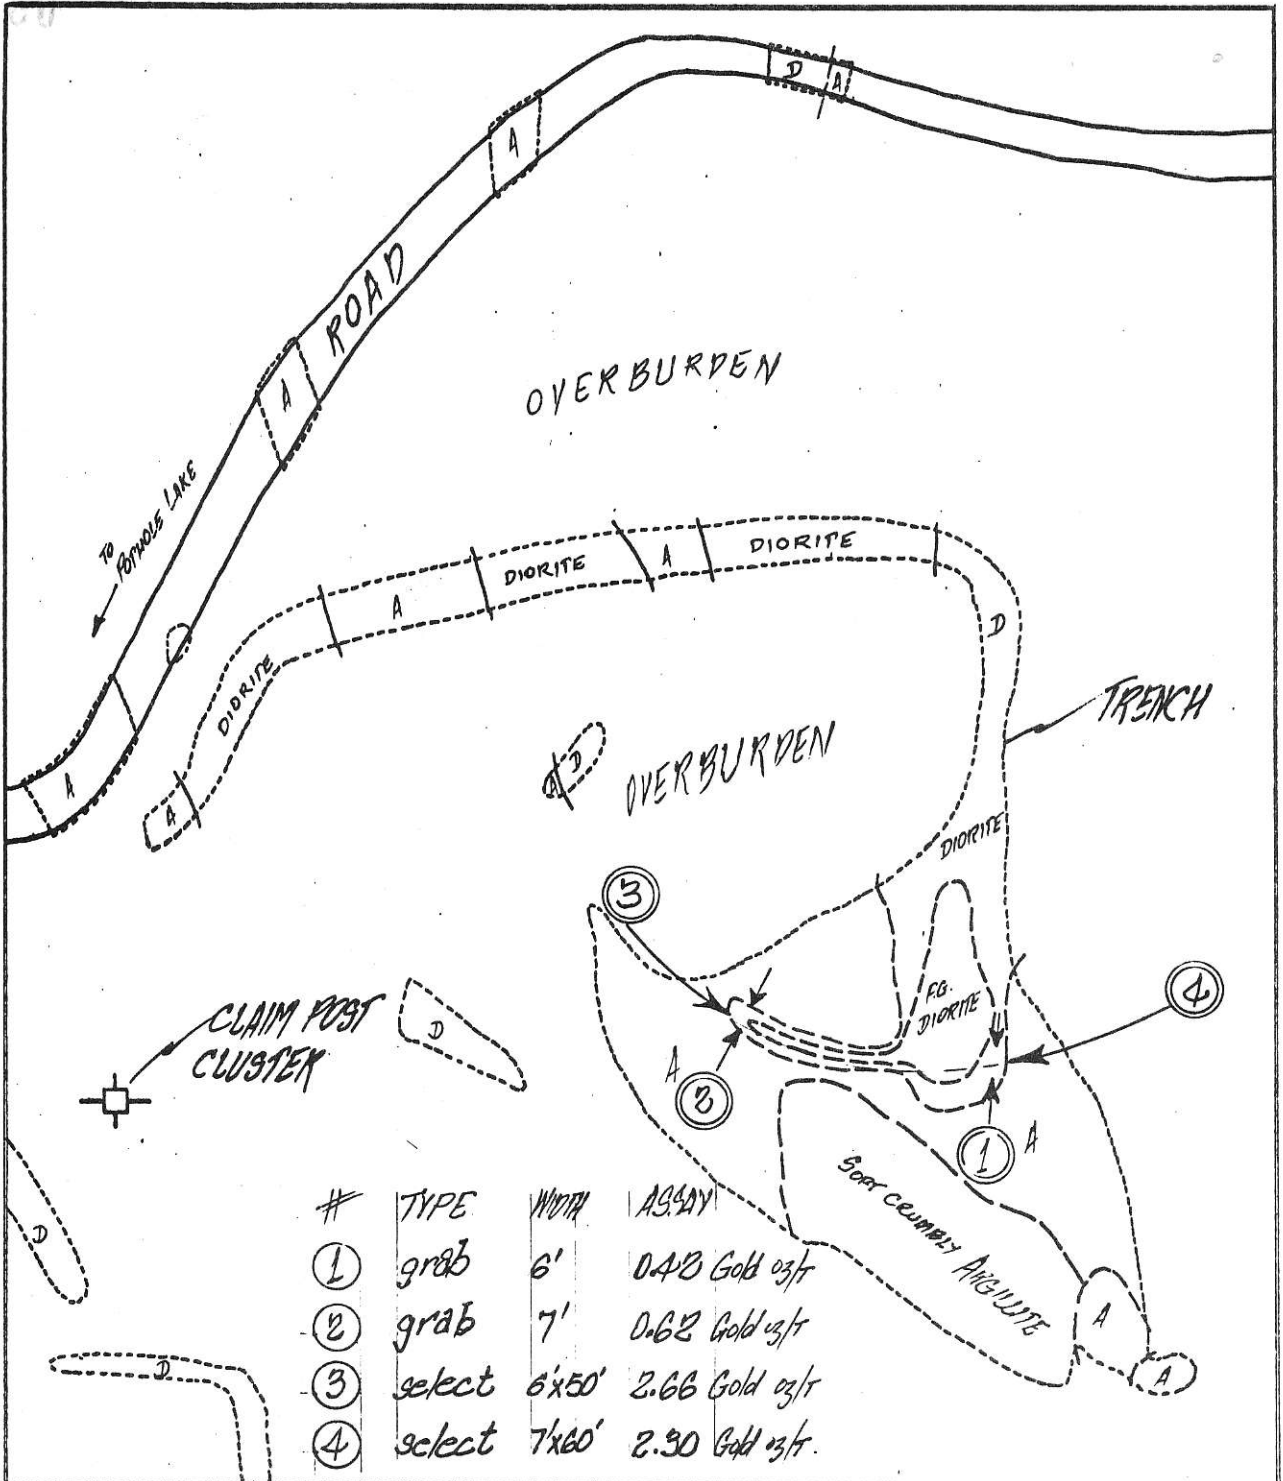 D
A
A
ROAD
OVERBURDEN
A
TO
POTHOLE LAKE
DIORITE
A
DIORITE
A
DIORITE
D
TRENCH
A
A
A
D
OVERBURDEN
DIORITE
3
4
F.G.
DIORITE
CLAIM POST
CLUSTER
D
A
2
1
A
SOFT CRUMBLY ARGILLITE
A
A
D
D
# TYPE WIDTH ASSAY
1 grab 6' 0.42 Gold oz/T
2 grab 7' 0.62 Gold oz/T
3 select 6'x50' 2.66 Gold oz/T
4 select 7'x60' 2.30 Gold oz/T.